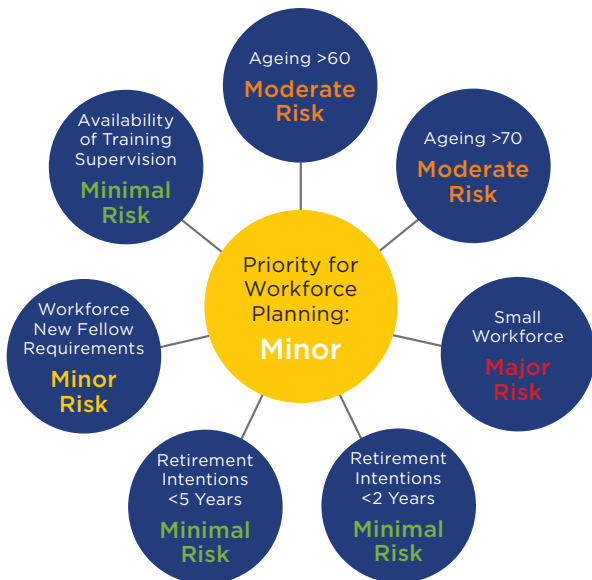 Ageing >60
Moderate
Risk
Ageing >70
Moderate
Risk
Small
Workforce
Major
Risk
Retirement
Intentions
<2 Years
Minimal
Risk
Retirement
Intentions
<5 Years
Minimal
Risk
Workforce
New Fellow
Requirements
Minor
Risk
Availability
of Training
Supervision
Minimal
Risk
Priority for
Workforce
Planning:
Minor